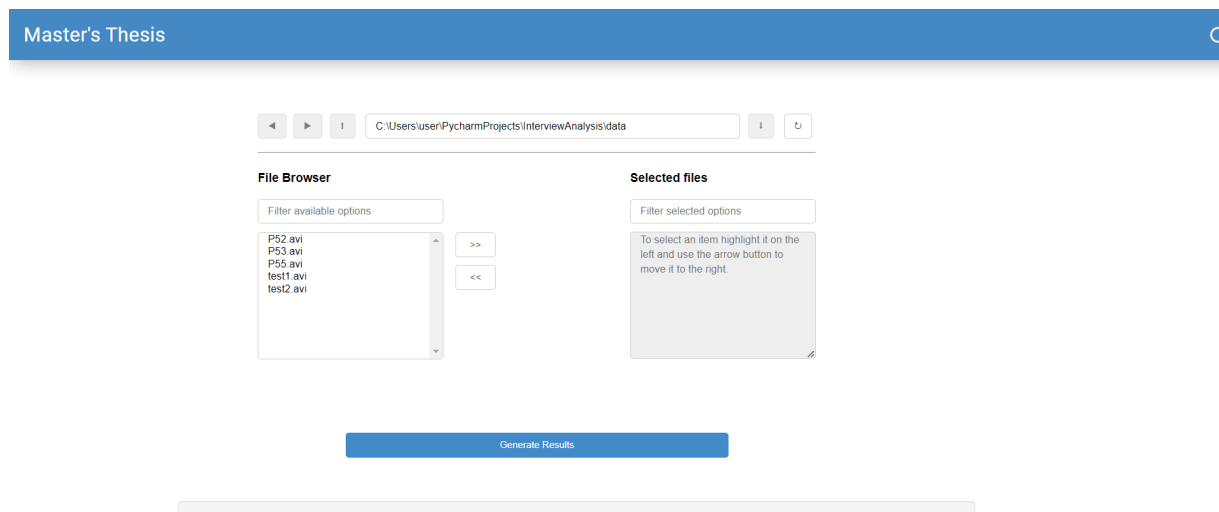 Master's Thesis
C:\Users\user\PycharmProjects\InterviewAnalysis\data
File Browser
Selected files
Filter available options
Filter selected options
P52.avi
P53.avi
P55.avi
test1.avi
test2.avi
>>
<<
To select an item highlight it on the
left and use the arrow button to
move it to the right.
Generate Results